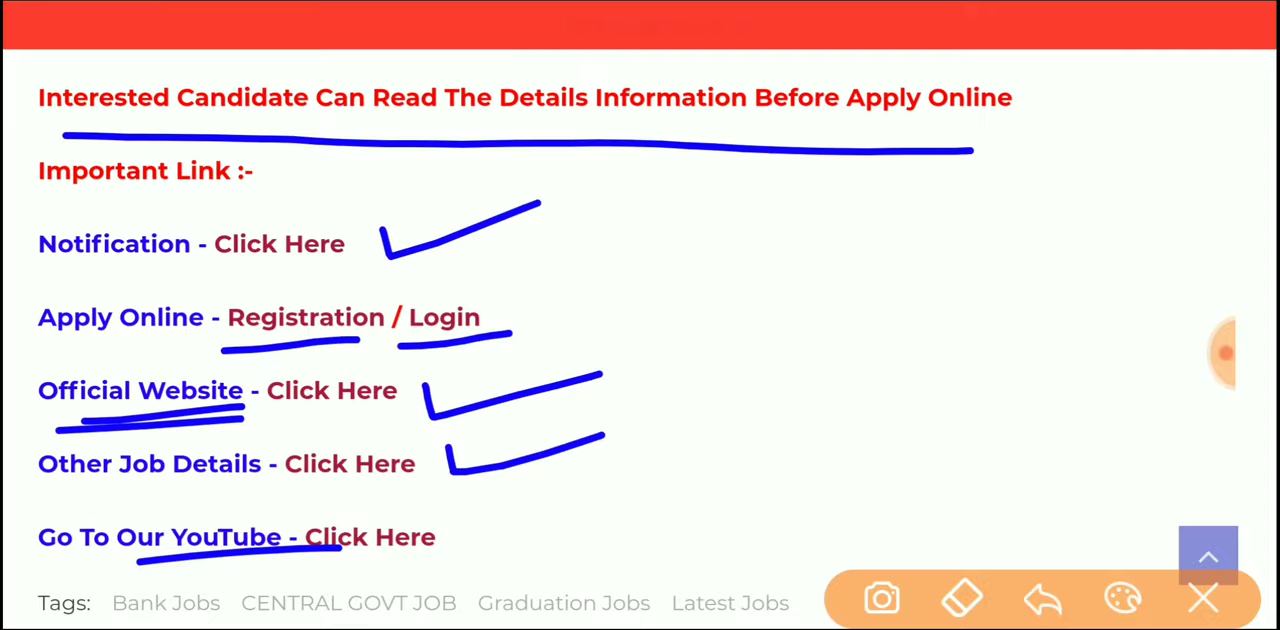 Interested Candidate Can Read The Details Information Before Apply Online
Important Link :-
Notification - Click Here
Apply Online - Registration / Login
Official Website - Click Here
Other Job Details - Click Here
Go To Our YouTube - Click Here
Tags: Bank Jobs CENTRAL GOVT JOB Graduation Jobs Latest Jobs